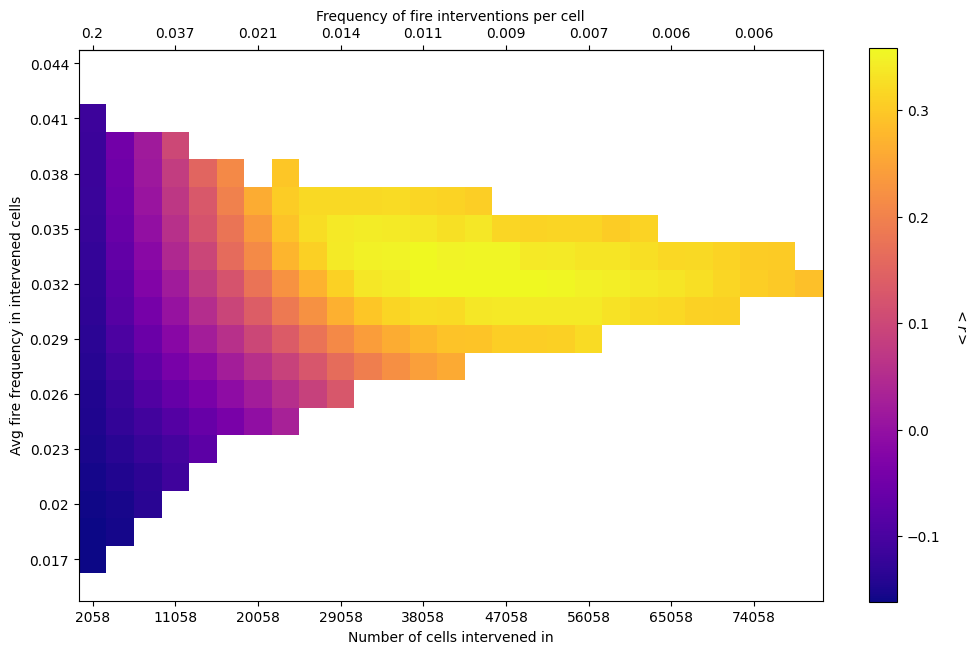 Frequency of fire interventions per cell
0.2 0.037 0.021 0.014 0.011 0.009 0.007 0.006 0.006
0.044
0.041
0.038
0.035
0.032
0.029
0.026
0.023
0.02
0.017
Avg fire frequency in intervened cells
2058 11058 20058 29058 38058 47058 56058 65058 74058
Number of cells intervened in
0.3
0.2
0.1
0.0
−0.1
< r >